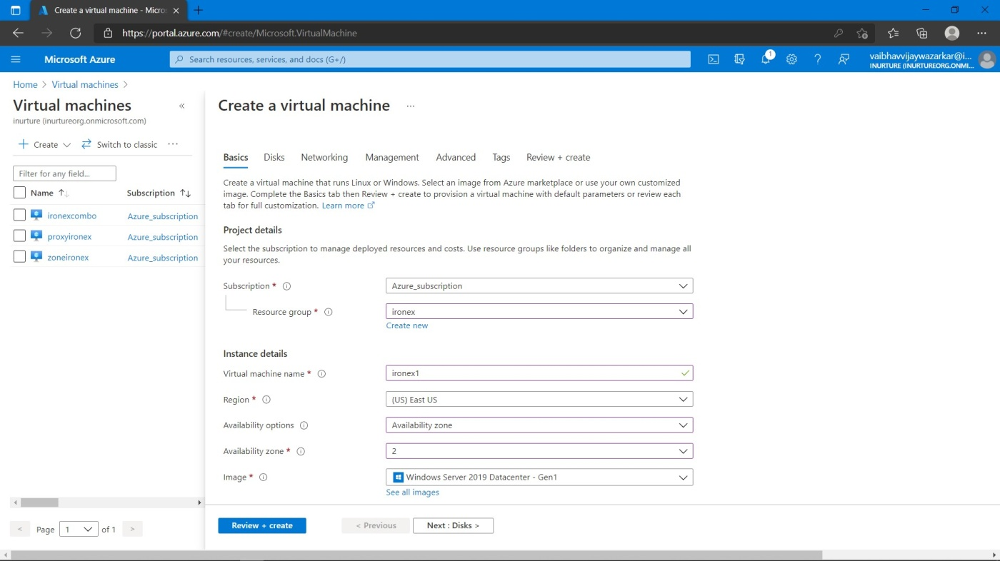 Create a virtual machine - Micros
https://portal.azure.com/#create/Microsoft.VirtualMachine
Microsoft Azure
Search resources, services, and docs (G+/)
1
vaibhavvijaywazarkar@i...
INURTURE (INURTUREORG.ONMI...
Home > Virtual machines >
Virtual machines «
inurture (inurtureorg.onmicrosoft.com)
+ Create Switch to classic ...
Filter for any field...
Name ↑↓ Subscription ↑↓
ironexcombo Azure_subscription
proxyironex Azure_subscription
zoneironex Azure_subscription
< Page 1 of 1 >
Create a virtual machine ...
Basics Disks Networking Management Advanced Tags Review + create
Create a virtual machine that runs Linux or Windows. Select an image from Azure marketplace or use your own customized
image. Complete the Basics tab then Review + create to provision a virtual machine with default parameters or review each
tab for full customization. Learn more
Project details
Select the subscription to manage deployed resources and costs. Use resource groups like folders to organize and manage all
your resources.
Subscription * Azure_subscription
Resource group * ironex
Create new
Instance details
Virtual machine name * ironex1
Region * (US) East US
Availability options Availability zone
Availability zone * 2
Image * Windows Server 2019 Datacenter - Gen1
See all images
Review + create < Previous Next : Disks >